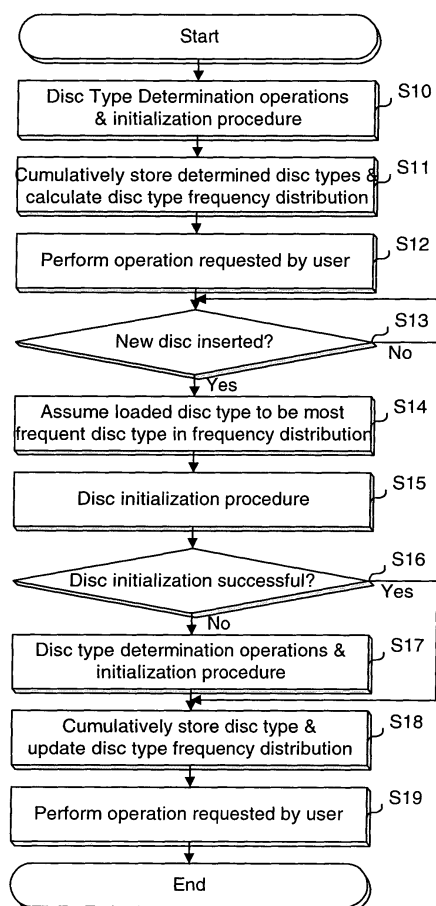 Start
Disc Type Determination operations
& initialization procedure
S10
Cumulatively store determined disc types &
calculate disc type frequency distribution
S11
Perform operation requested by user
S12
New disc inserted?
S13
No
Yes
Assume loaded disc type to be most
frequent disc type in frequency distribution
S14
Disc initialization procedure
S15
Disc initialization successful?
S16
Yes
No
Disc type determination operations &
initialization procedure
S17
Cumulatively store disc type &
update disc type frequency distribution
S18
Perform operation requested by user
S19
End